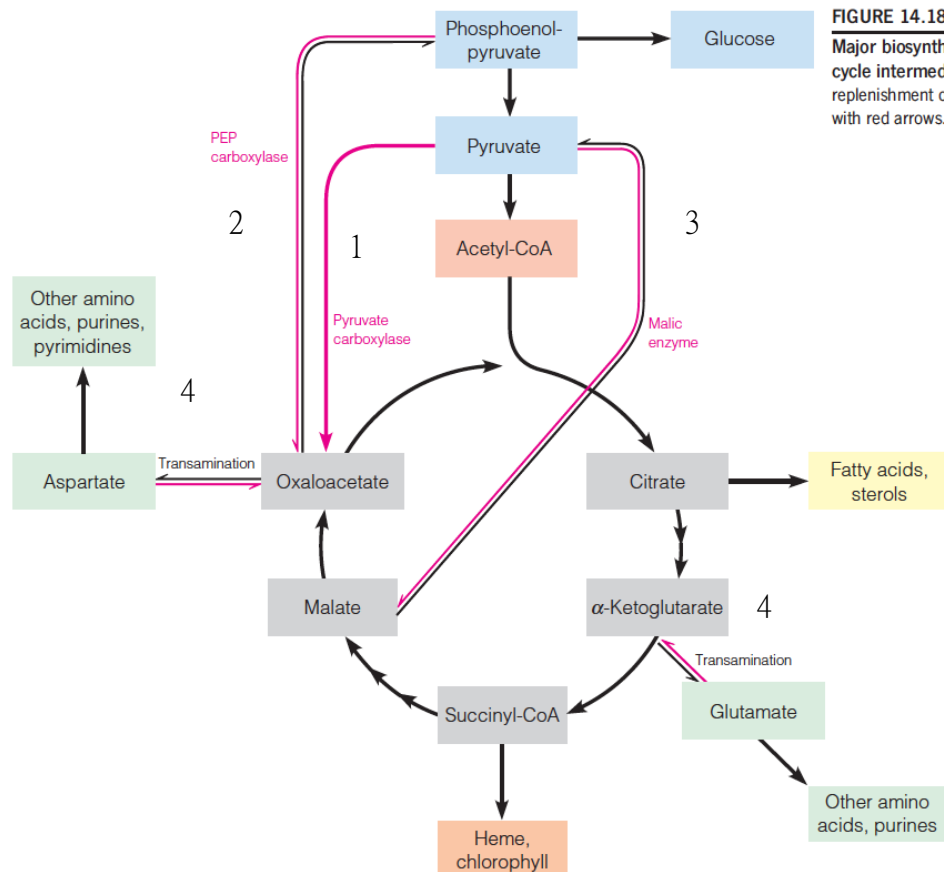 FIGURE 14.18
Major biosynth
cycle intermed
replenishment o
with red arrows.
Phosphoenol-
pyruvate
Glucose
PEP
carboxylase
Pyruvate
2
1
3
Acetyl-CoA
Other amino
acids, purines,
pyrimidines
Pyruvate
carboxylase
Malic
enzyme
4
Transamination
Aspartate
Oxaloacetate
Citrate
Fatty acids,
sterols
Malate
α-Ketoglutarate
4
Transamination
Succinyl-CoA
Glutamate
Heme,
chlorophyll
Other amino
acids, purines